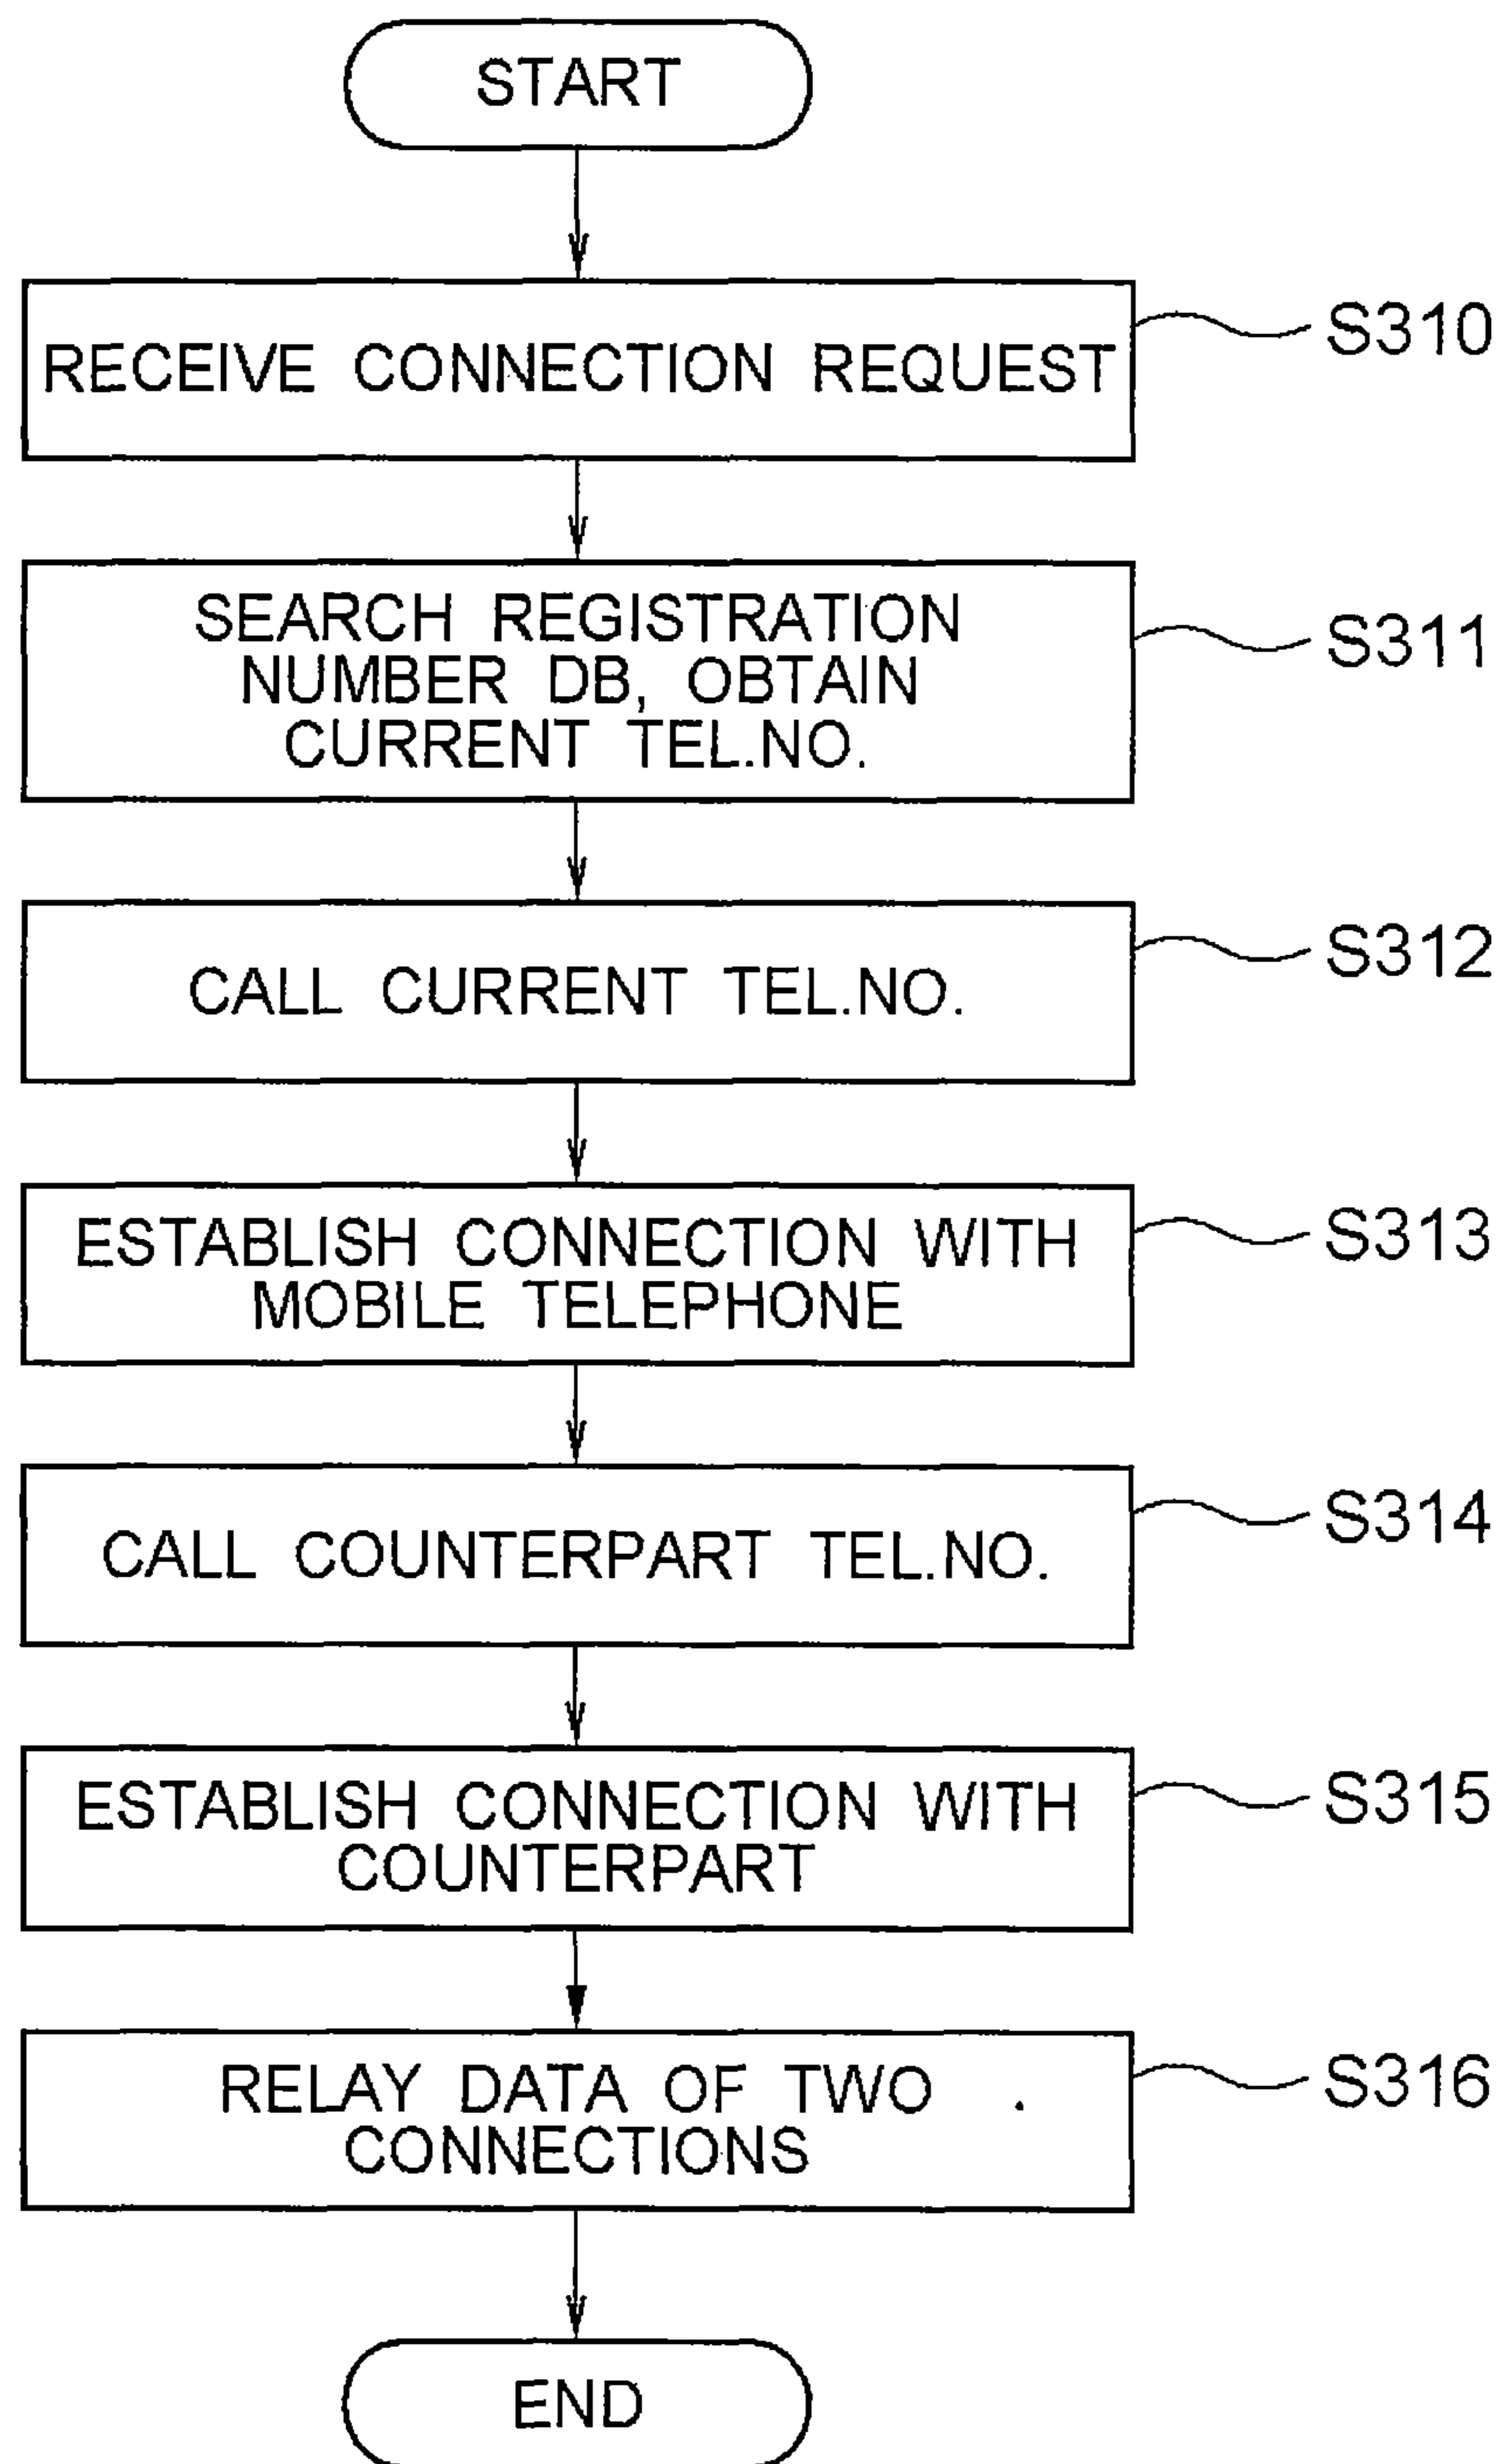 START
RECEIVE CONNECTION REQUEST
S310
SEARCH REGISTRATION
NUMBER DB, OBTAIN
CURRENT TEL.NO.
S311
CALL CURRENT TEL.NO.
S312
ESTABLISH CONNECTION WITH
MOBILE TELEPHONE
S313
CALL COUNTERPART TEL.NO.
S314
ESTABLISH CONNECTION WITH
COUNTERPART
S315
RELAY DATA OF TWO
CONNECTIONS
S316
END